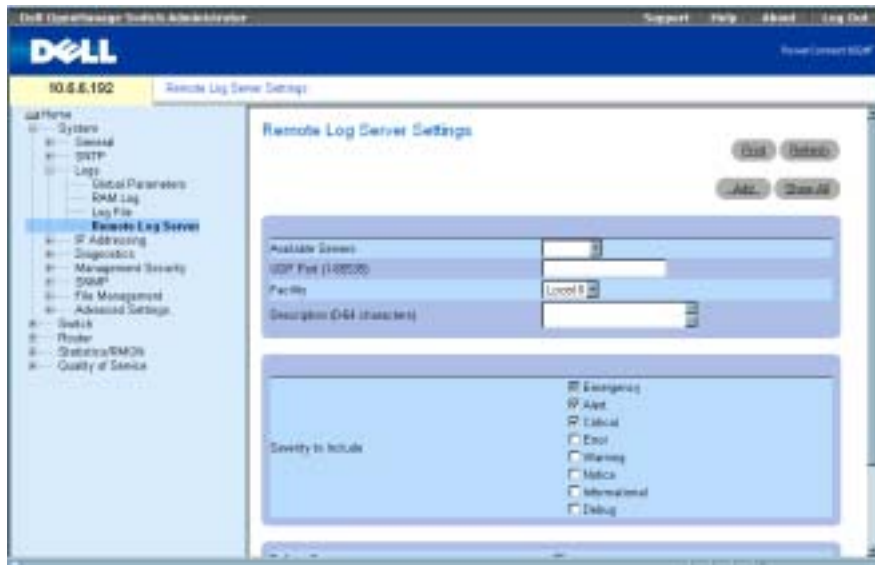 Dell OpenManage Switch Administrator
Support Help About Log Out
DELL
10.6.6.192
Remote Log Server Settings
Home
System
General
SNTP
Logs
Global Parameters
RAM Log
Log File
Remote Log Server
IP Addressing
Diagnostics
Management Security
SNMP
File Management
Advanced Settings
Switch
Router
Statistics/RMON
Quality of Service
Remote Log Server Settings
Print Refresh
Add Show All
Available Servers
UDP Port (1-65535)
Facility
Local
Description (0-64 characters)
Severity to Include
Emergency
Alert
Critical
Error
Warning
Notice
Informational
Debug